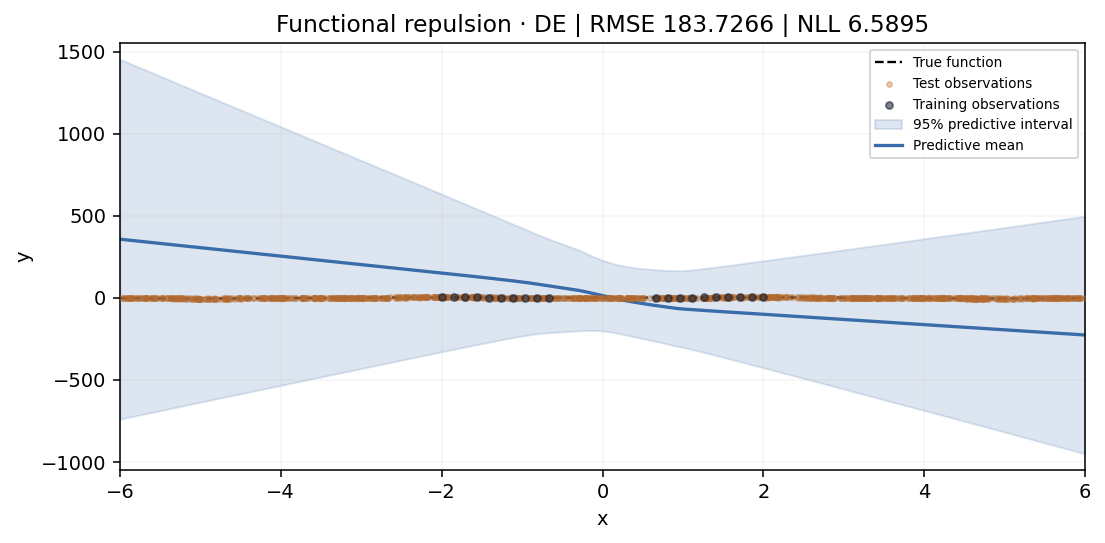 Functional repulsion · DE | RMSE 183.7266 | NLL 6.5895
1500
1000
500
0
−500
−1000
y
−6
−4
−2
0
2
4
6
x
True function
Test observations
Training observations
95% predictive interval
Predictive mean